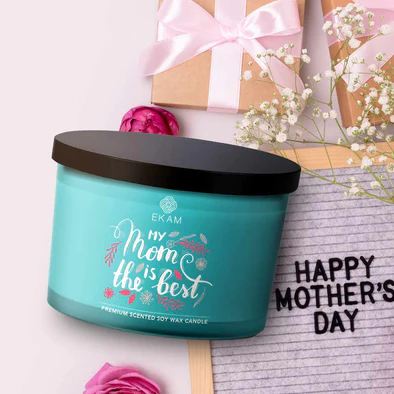 EKAM
My
Mom
is
the best
PREMIUM SCENTED SOY WAX CANDLE
HAPPY
MOTHER'S
DAY